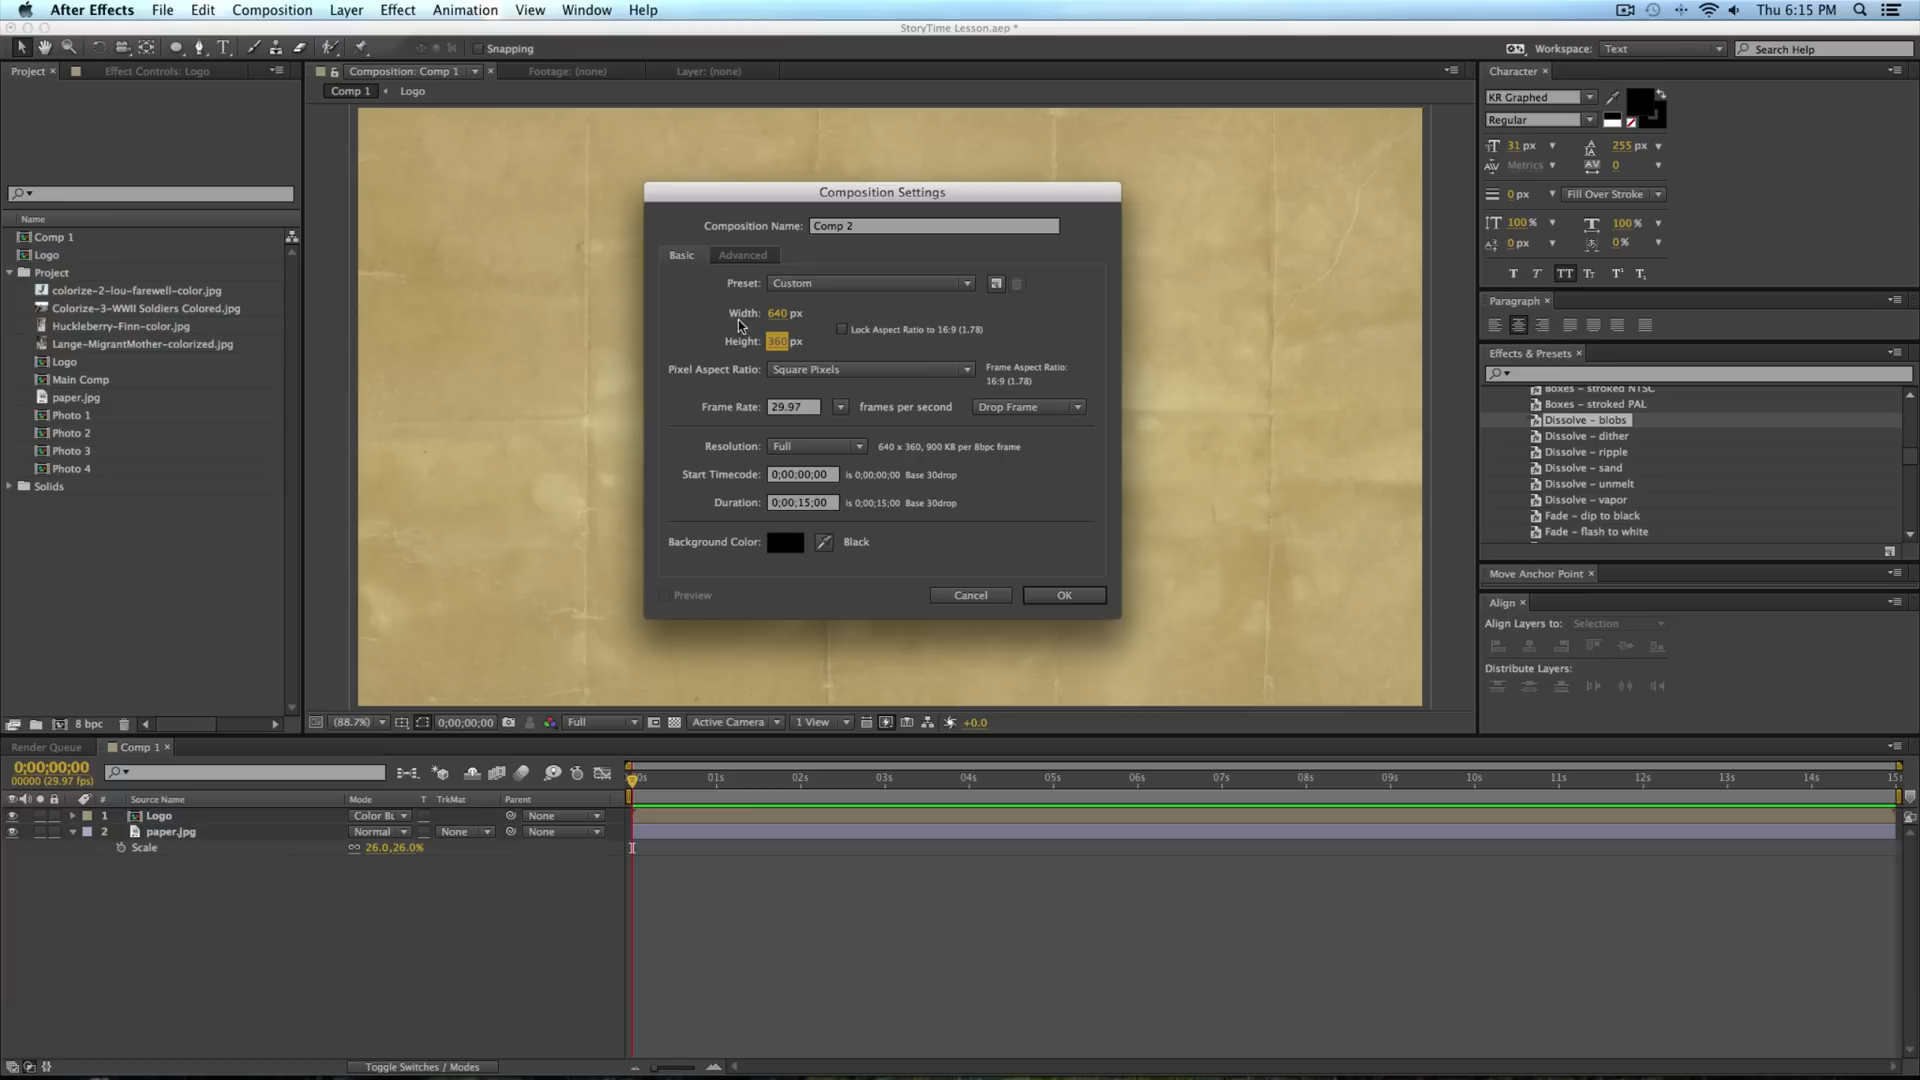 After Effects File Edit Composition Layer Effect Animation View Window Help Thu 6:15 PM
StoryTime Lesson.aep *
Snapping Workspace: Text Search Help
Project × Effect Controls: Logo Composition: Comp 1 × Footage: (none) Layer: (none) Character ×
Comp 1 Logo
KR Graphed
Regular
31 px 255 px
Metrics 0
0 px Fill Over Stroke
100 % 100 %
0 px 0 %
T T TT Tт T¹ T,
Paragraph ×
Effects & Presets ×
Boxes – stroked NTSC
Boxes – stroked PAL
Dissolve – blobs
Dissolve – dither
Dissolve – ripple
Dissolve – sand
Dissolve – unmelt
Dissolve – vapor
Fade – dip to black
Fade – flash to white
Move Anchor Point ×
Align ×
Align Layers to: Selection
Distribute Layers:
Name
Comp 1
Logo
Project
colorize-2-lou-farewell-color.jpg
Colorize-3-WWII Soldiers Colored.jpg
Huckleberry-Finn-color.jpg
Lange-MigrantMother-colorized.jpg
Logo
Main Comp
paper.jpg
Photo 1
Photo 2
Photo 3
Photo 4
Solids
8 bpc
Composition Settings
Composition Name: Comp 2
Basic Advanced
Preset: Custom
Width: 640 px
Lock Aspect Ratio to 16:9 (1.78)
Height: 360 px
Pixel Aspect Ratio: Square Pixels Frame Aspect Ratio:
16:9 (1.78)
Frame Rate: 29.97 frames per second Drop Frame
Resolution: Full 640 x 360, 900 KB per 8bpc frame
Start Timecode: 0;00;00;00 is 0;00;00;00 Base 30drop
Duration: 0;00;15;00 is 0;00;15;00 Base 30drop
Background Color: Black
Preview Cancel OK
(88.7%) 0;00;00;00 Full Active Camera 1 View +0.0
Render Queue Comp 1 ×
0;00;00;00
00000 (29.97 fps)
00s 01s 02s 03s 04s 05s 06s 07s 08s 09s 10s 11s 12s 13s 14s 15s
# Source Name Mode T TrkMat Parent
1 Logo Color Bu None
2 paper.jpg Normal None None
Scale 26.0,26.0%
Toggle Switches / Modes